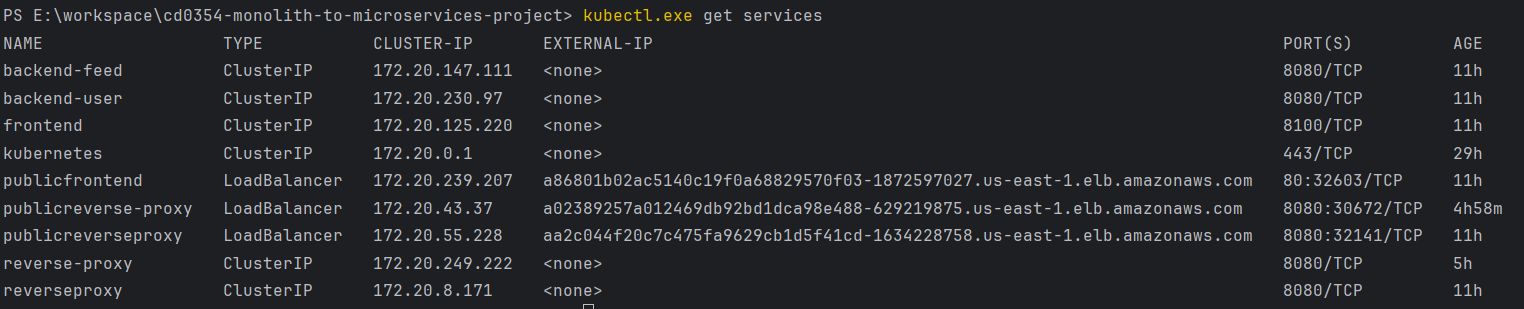 PS E:\workspace\cd0354-monolith-to-microservices-project> kubectl.exe get services
NAME TYPE CLUSTER-IP EXTERNAL-IP PORT(S) AGE
backend-feed ClusterIP 172.20.147.111 <none> 8080/TCP 11h
backend-user ClusterIP 172.20.230.97 <none> 8080/TCP 11h
frontend ClusterIP 172.20.125.220 <none> 8100/TCP 11h
kubernetes ClusterIP 172.20.0.1 <none> 443/TCP 29h
publicfrontend LoadBalancer 172.20.239.207 a86801b02ac5140c19f0a68829570f03-1872597027.us-east-1.elb.amazonaws.com 80:32603/TCP 11h
publicreverse-proxy LoadBalancer 172.20.43.37 a02389257a012469db92bd1dca98e488-629219875.us-east-1.elb.amazonaws.com 8080:30672/TCP 4h58m
publicreverseproxy LoadBalancer 172.20.55.228 aa2c044f20c7c475fa9629cb1d5f41cd-1634228758.us-east-1.elb.amazonaws.com 8080:32141/TCP 11h
reverse-proxy ClusterIP 172.20.249.222 <none> 8080/TCP 5h
reverseproxy ClusterIP 172.20.8.171 <none> 8080/TCP 11h